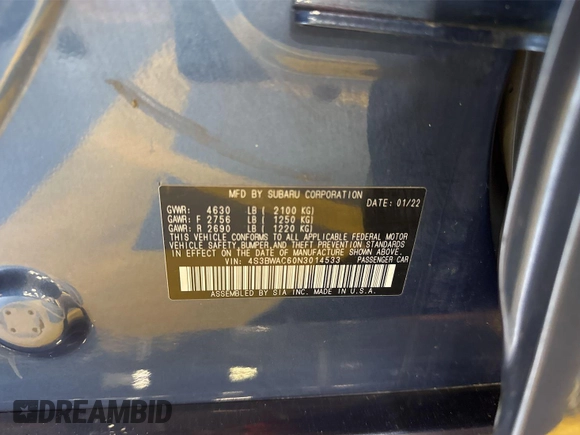 MFD BY SUBARU CORPORATION
DATE: 01/22
GVWR: 4630 LB ( 2100 KG)
GAWR: F 2756 LB ( 1250 KG)
GAWR: R 2690 LB ( 1220 KG)
THIS VEHICLE CONFORMS TO ALL APPLICABLE FEDERAL MOTOR
VEHICLE SAFETY, BUMPER, AND THEFT PREVENTION STANDARDS
IN EFFECT ON THE DATE OF MANUFACTURE SHOWN ABOVE.
VIN: 4S3BWAC60N3014533 PASSENGER CAR
ASSEMBLED BY SIA INC. MADE IN U.S.A.
DREAMBID